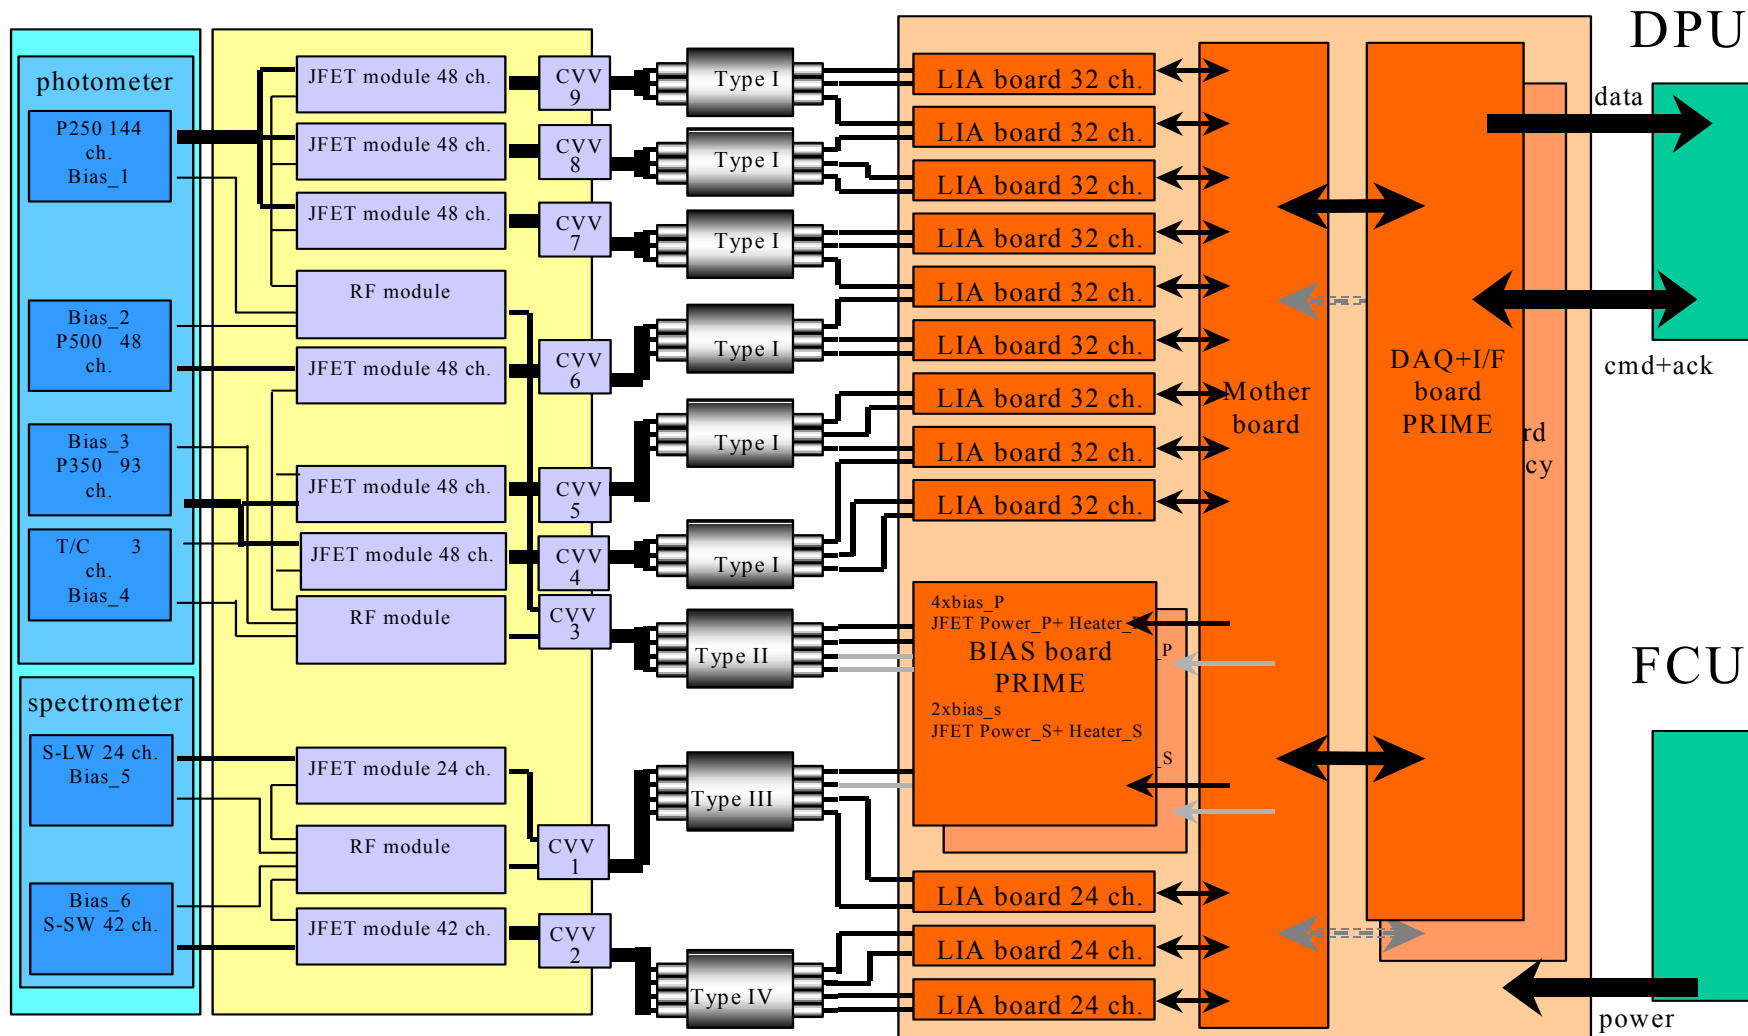 DPU
photometer
P250 144
ch.
Bias_1
Bias_2
P500 48
ch.
Bias_3
P350 93
ch.
T/C 3
ch.
Bias_4
spectrometer
S-LW 24 ch.
Bias_5
Bias_6
S-SW 42 ch.
JFET module 48 ch.
JFET module 48 ch.
JFET module 48 ch.
RF module
JFET module 48 ch.
JFET module 48 ch.
JFET module 48 ch.
RF module
JFET module 24 ch.
RF module
JFET module 42 ch.
CVV
9
CVV
8
CVV
7
CVV
6
CVV
5
CVV
4
CVV
3
CVV
1
CVV
2
Type I
Type I
Type I
Type I
Type I
Type I
Type II
Type III
Type IV
LIA board 32 ch.
LIA board 32 ch.
LIA board 32 ch.
LIA board 32 ch.
LIA board 32 ch.
LIA board 32 ch.
LIA board 32 ch.
LIA board 32 ch.
LIA board 32 ch.
4xbias_P
JFET Power_P+ Heater_
BIAS board
PRIME
_P
2xbias_s
JFET Power_S+ Heater_S
_S
LIA board 24 ch.
LIA board 24 ch.
LIA board 24 ch.
Mother
board
DAQ+I/F
board
PRIME
rd
cy
data
cmd+ack
FCU
power